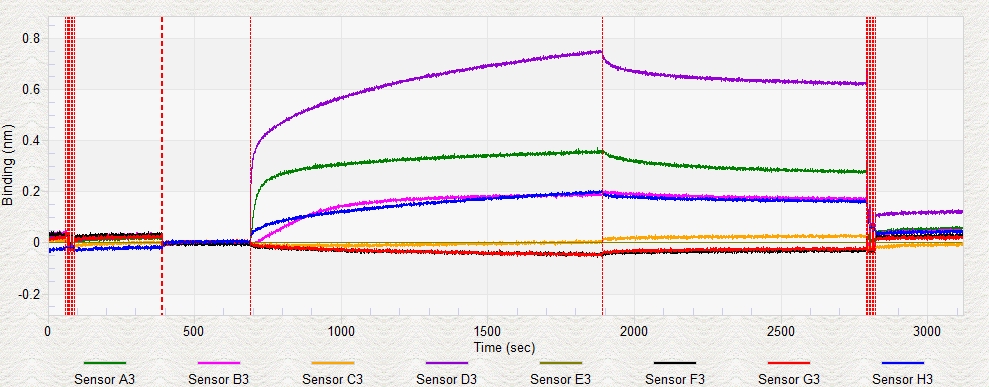 0.8
0.6
0.4
0.2
0
-0.2
Binding (nm)
0 500 1000 1500 2000 2500 3000
Time (sec)
Sensor A3 Sensor B3 Sensor C3 Sensor D3 Sensor E3 Sensor F3 Sensor G3 Sensor H3